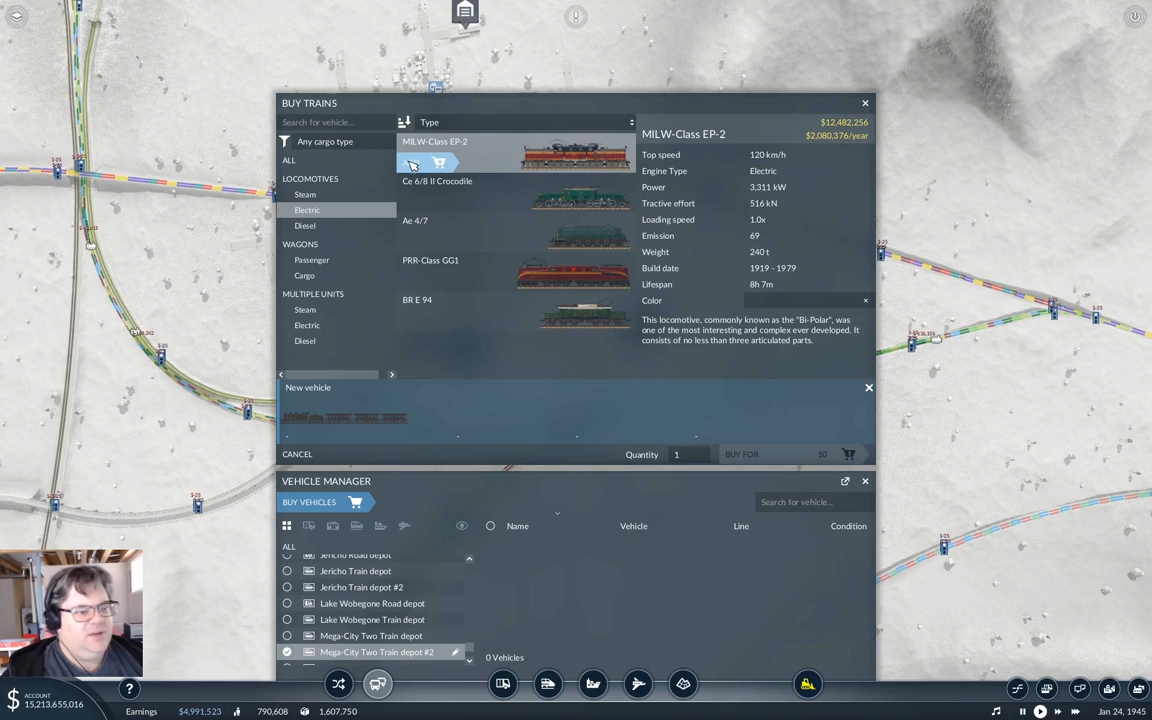 BUY TRAINS
Search for vehicle...
Type
Any cargo type
ALL
LOCOMOTIVES
Steam
Electric
Diesel
WAGONS
Passenger
Cargo
MULTIPLE UNITS
Steam
Electric
Diesel
MILW-Class EP-2
Ce 6/8 II Crocodile
Ae 4/7
PRR-Class GG1
BR E 94
$12,482,256
MILW-Class EP-2
$2,080,376/year
Top speed 120 km/h
Engine Type Electric
Power 3,311 kW
Tractive effort 516 kN
Loading speed 1.0x
Emission 69
Weight 240 t
Build date 1919 - 1979
Lifespan 8h 7m
Color
This locomotive, commonly known as the "Bi-Polar", was
one of the most interesting and complex ever developed. It
consists of no less than three articulated parts.
New vehicle
- - - -
CANCEL
Quantity 1
BUY FOR $0
VEHICLE MANAGER
BUY VEHICLES
Search for vehicle...
Name Vehicle Line Condition
ALL
Jericho Road depot
Jericho Train depot
Jericho Train depot #2
Lake Wobegone Road depot
Lake Wobegone Train depot
Mega-City Two Train depot
Mega-City Two Train depot #2
0 Vehicles
$ ACCOUNT
15,213,655,016
?
Earnings $4,991,523 790,608 1,607,750
Jan 24, 1945